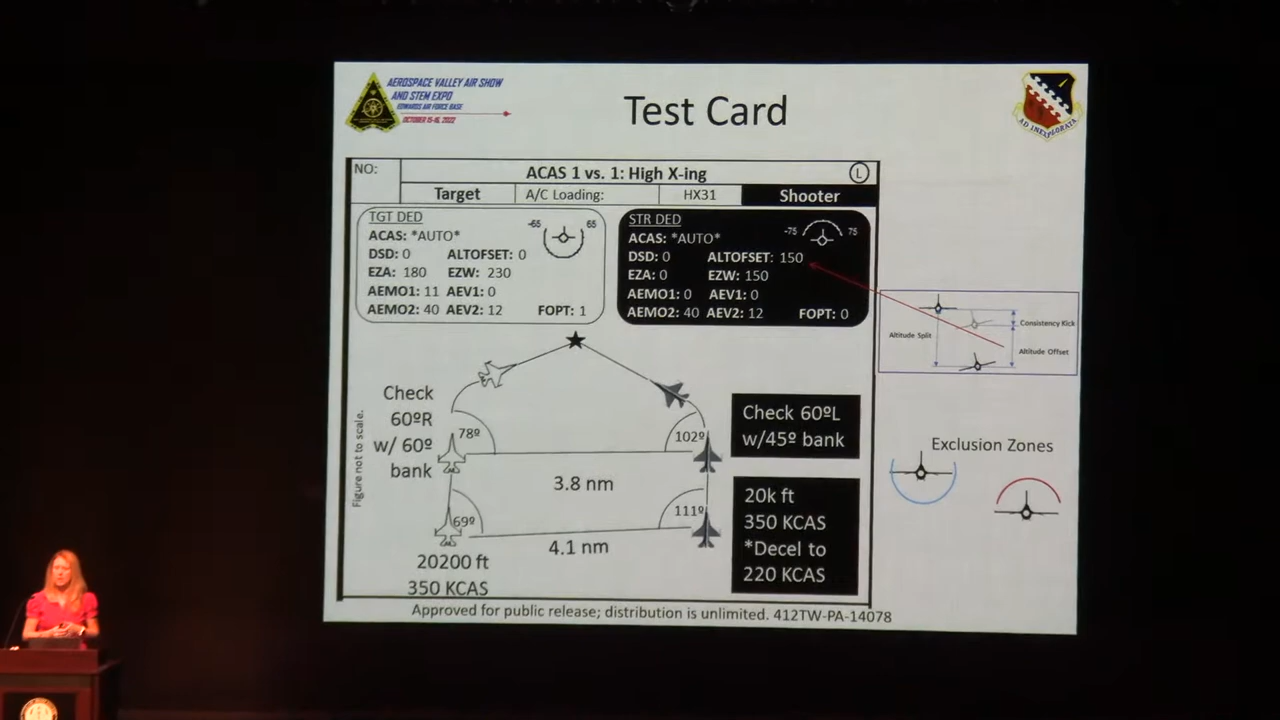 AEROSPACE VALLEY AIR SHOW
AND STEM EXPO
EDWARDS AIR FORCE BASE
OCTOBER 15-16, 2022
Test Card
AD INEXPLORATA
NO:
ACAS 1 vs. 1: High X-ing
L
Target
A/C Loading:
HX31
Shooter
TGT DED
ACAS: *AUTO*
DSD: 0 ALTOFSET: 0
EZA: 180 EZW: 230
AEMO1: 11 AEV1: 0
AEMO2: 40 AEV2: 12 FOPT: 1
-65 65
STR DED
ACAS: *AUTO*
DSD: 0 ALTOFSET: 150
EZA: 0 EZW: 150
AEMO1: 0 AEV1: 0
AEMO2: 40 AEV2: 12 FOPT: 0
-75 75
Altitude Split
Consistency Kick
Altitude Offset
Figure not to scale.
Check
60ºR
w/ 60º
bank
78º
102º
3.8 nm
69º
111º
4.1 nm
20200 ft
350 KCAS
Check 60ºL
w/45º bank
20k ft
350 KCAS
*Decel to
220 KCAS
Exclusion Zones
Approved for public release; distribution is unlimited. 412TW-PA-14078